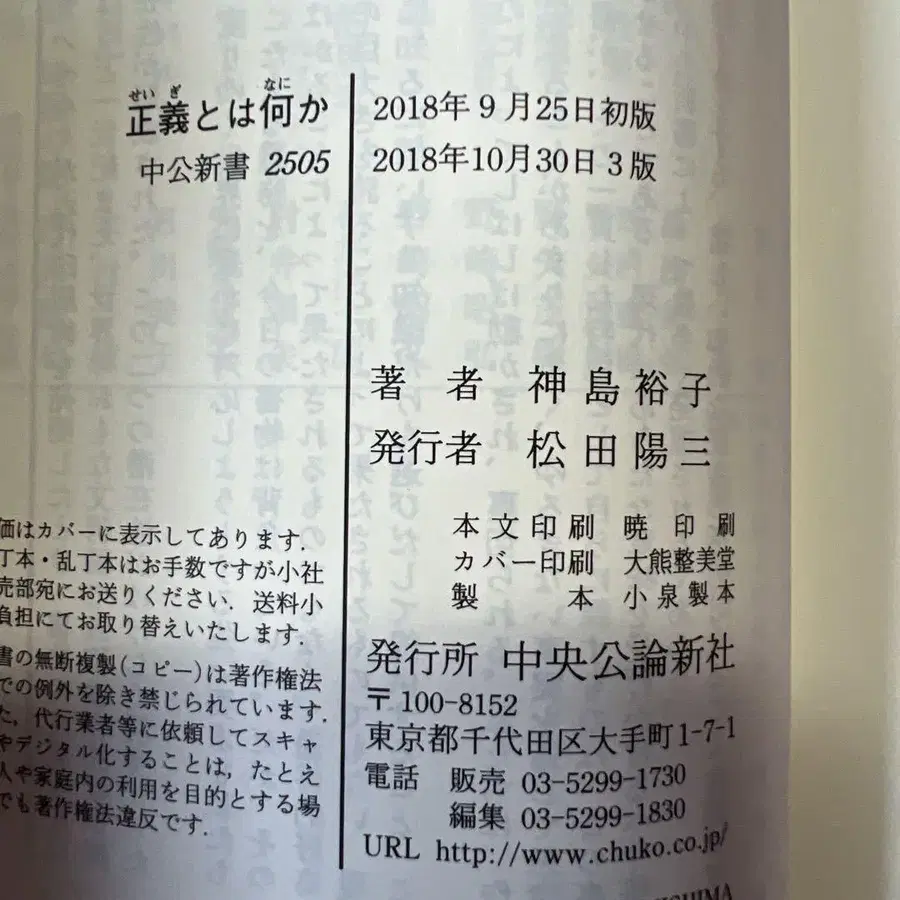 正義とは何か
中公新書 2505
2018年9月25日初版
2018年10月30日3版
著者 神島裕子
発行者 松田陽三
本文印刷 暁印刷
カバー印刷 大熊整美堂
製本 小泉製本
発行所 中央公論新社
〒100-8152
東京都千代田区大手町1-7-1
電話 販売 03-5299-1730
編集 03-5299-1830
URL http://www.chuko.co.jp/
価はカバーに表示してあります.
丁本・乱丁本はお手数ですが小社
売部宛にお送りください. 送料小
負担にてお取り替えいたします.
書の無断複製(コピー)は著作権法
での例外を除き禁じられています.
た, 代行業者等に依頼してスキャ
やデジタル化することは, たとえ
人や家庭内の利用を目的とする場
でも著作権法違反です.